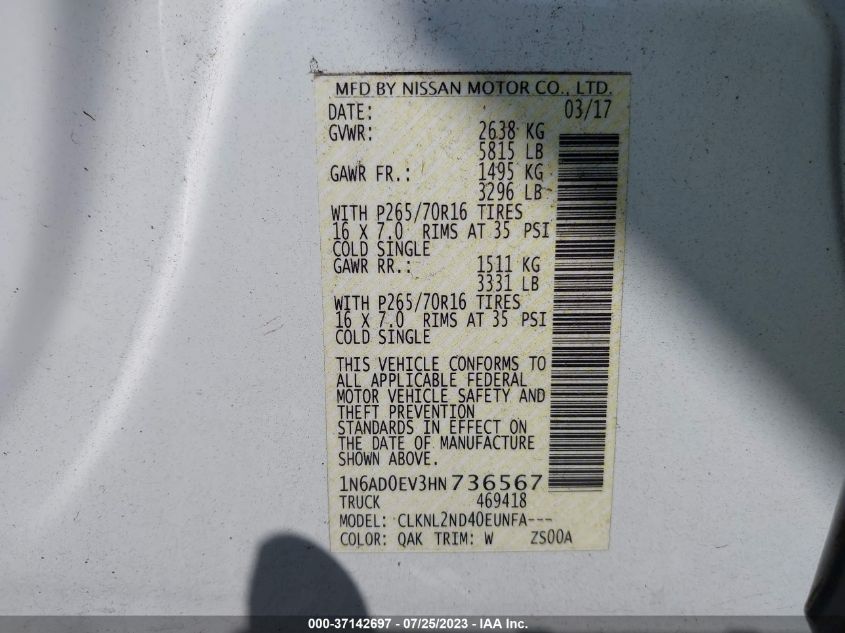 MFD BY NISSAN MOTOR CO., LTD.
DATE: 03/17
GVWR: 2638 KG
5815 LB
GAWR FR.: 1495 KG
3296 LB
WITH P265/70R16 TIRES
16 X 7.0 RIMS AT 35 PSI
COLD SINGLE
GAWR RR.: 1511 KG
3331 LB
WITH P265/70R16 TIRES
16 X 7.0 RIMS AT 35 PSI
COLD SINGLE
THIS VEHICLE CONFORMS TO
ALL APPLICABLE FEDERAL
MOTOR VEHICLE SAFETY AND
THEFT PREVENTION
STANDARDS IN EFFECT ON
THE DATE OF MANUFACTURE
SHOWN ABOVE.
1N6AD0EV3HN736567
TRUCK 469418
MODEL: CLKNL2ND40EUNFA---
COLOR: QAK TRIM: W ZS00A
000-37142697 - 07/25/2023 - IAA Inc.